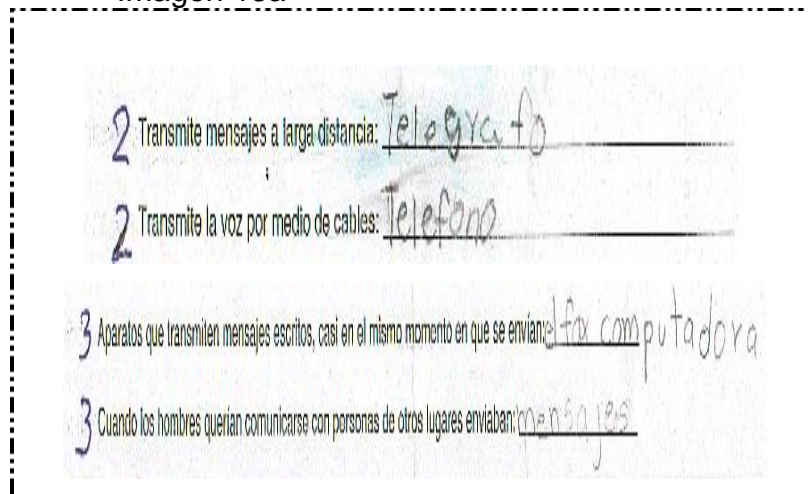 2 Transmite mensajes a larga distancia: Telegrafo
2 Transmite la voz por medio de cables: Telefono
3 Aparatos que transmiten mensajes escritos, casi en el mismo momento en que se envían: el fax computadora
3 Cuando los hombres querían comunicarse con personas de otros lugares enviaban: mensajes